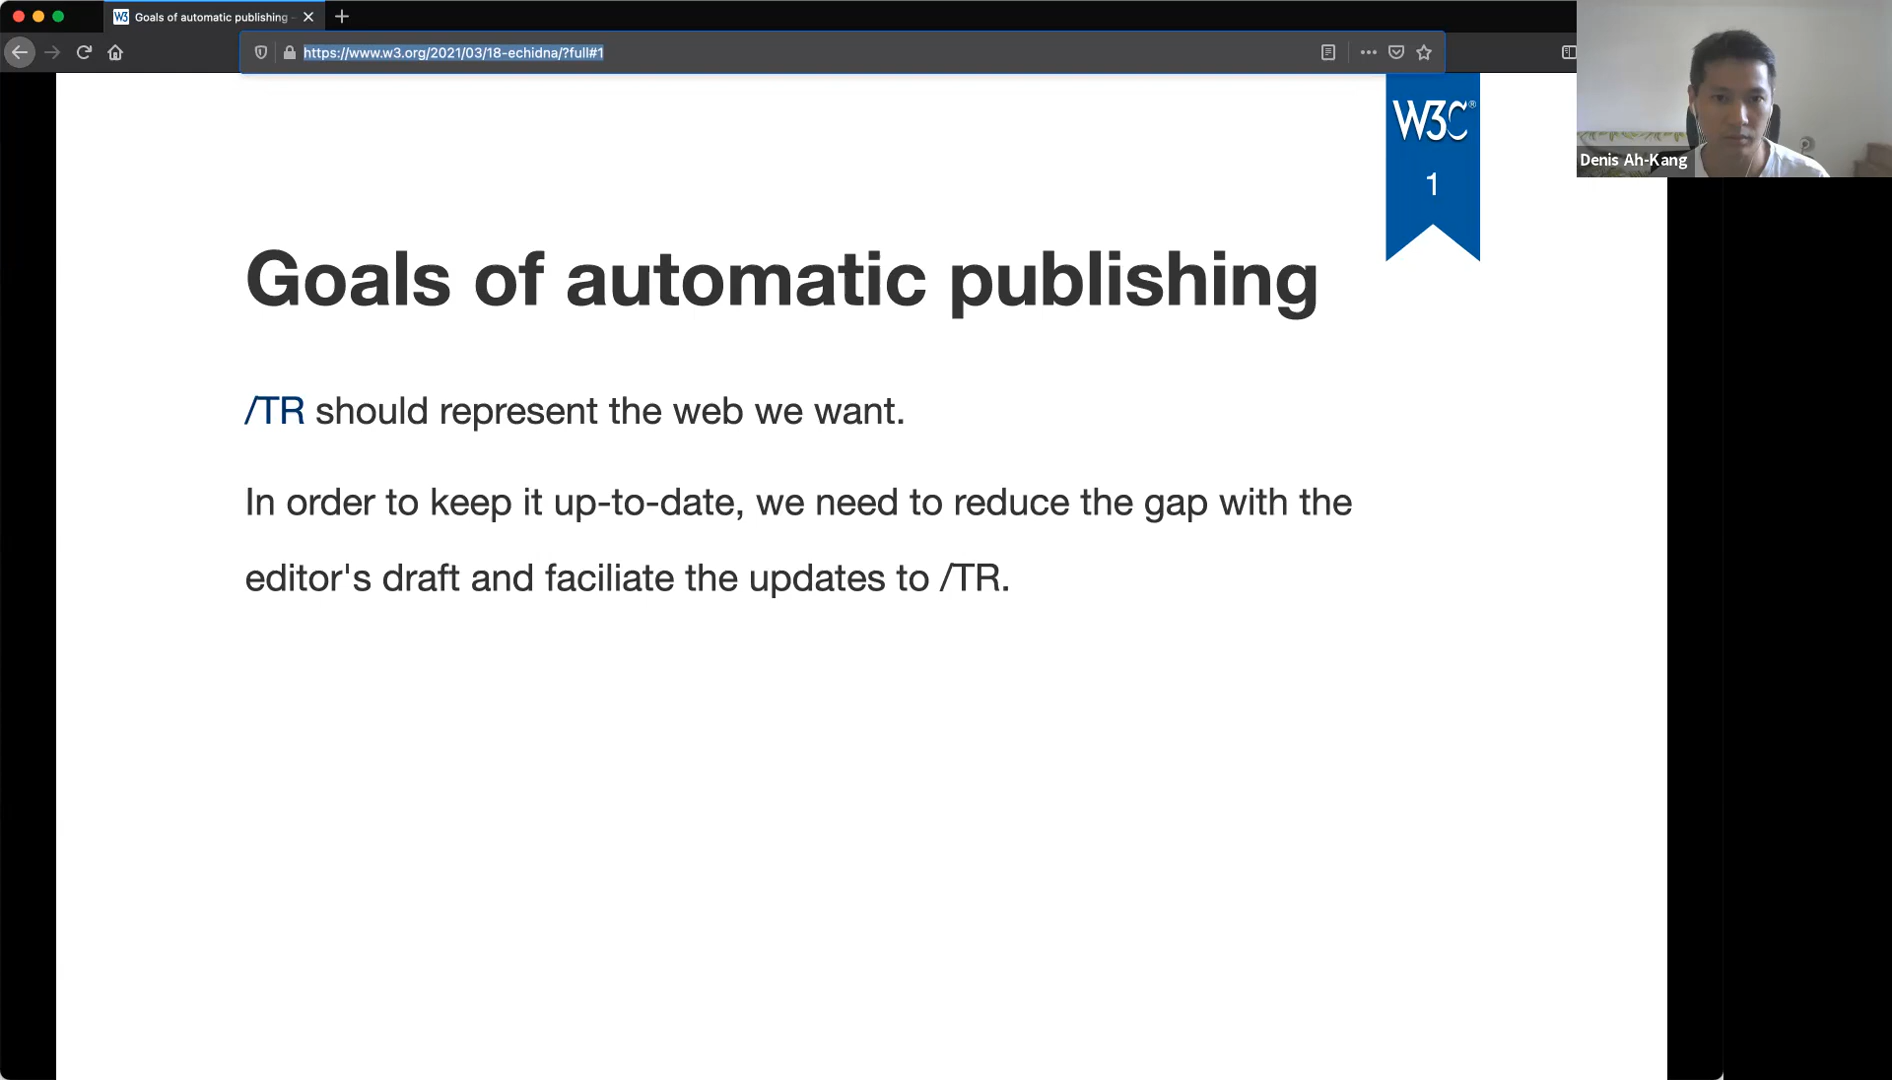 Goals of automatic publishing –
https://www.w3.org/2021/03/18-echidna/?full#1
W3C®
1
Denis Ah-Kang
Goals of automatic publishing
/TR should represent the web we want.
In order to keep it up-to-date, we need to reduce the gap with the
editor's draft and faciliate the updates to /TR.